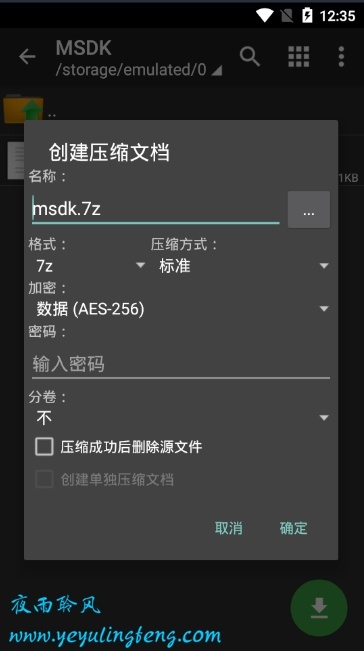 12:35
MSDK
/storage/emulated/0
..
创建压缩文档
名称：
1KB
msdk.7z
...
格式： 压缩方式：
7z 标准
加密：
数据 (AES-256)
密码：
输入密码
分卷：
不
压缩成功后删除源文件
创建单独压缩文档
取消 确定
夜雨聆风
www.yeyulingfeng.com